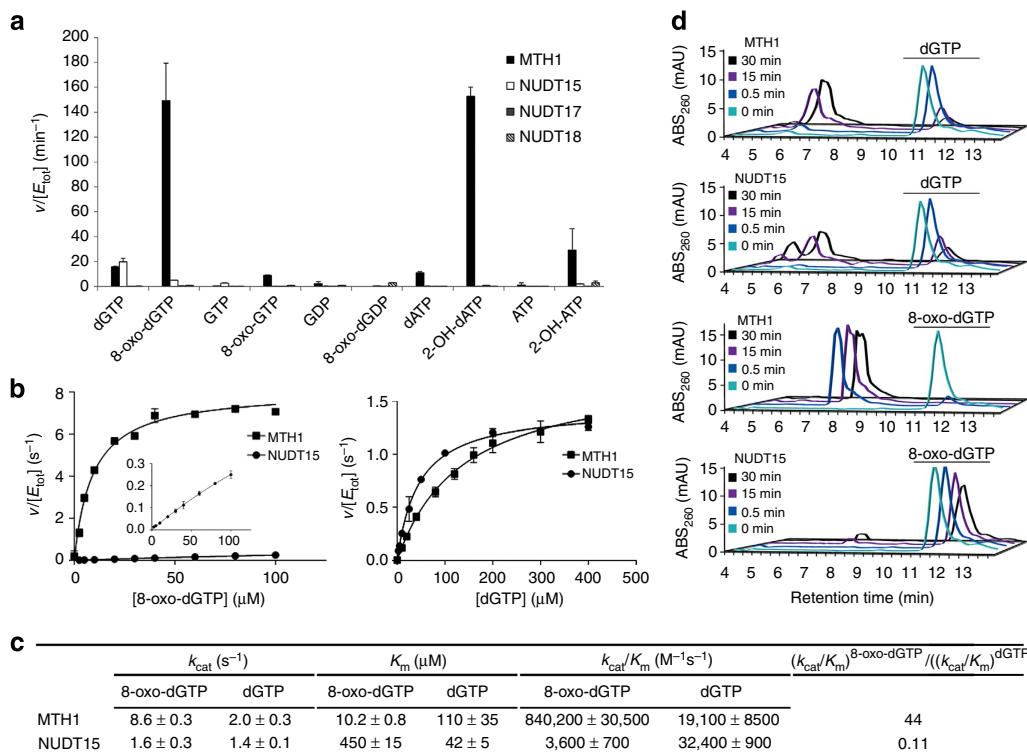 a
v/[E_tot] (min⁻¹)
200
180
160
140
120
100
80
60
40
20
0
MTH1
NUDT15
NUDT17
NUDT18
dGTP
8-oxo-dGTP
GTP
8-oxo-GTP
GDP
8-oxo-dGDP
dATP
2-OH-dATP
ATP
2-OH-ATP
b
v/[E_tot] (s⁻¹)
8
6
4
2
0
MTH1
NUDT15
0.4
0.3
0.2
0.1
0.0
0 50 100
0 50 100
[8-oxo-dGTP] (μM)
v/[E_tot] (s⁻¹)
1.5
1.0
0.5
0.0
MTH1
NUDT15
0 100 200 300 400 500
[dGTP] (μM)
d
ABS₂₆₀ (mAU)
15
10
5
0
MTH1
30 min
15 min
0.5 min
0 min
dGTP
4 5 6 7 8 9 10 11 12 13
ABS₂₆₀ (mAU)
15
10
5
0
NUDT15
30 min
15 min
0.5 min
0 min
dGTP
4 5 6 7 8 9 10 11 12 13
ABS₂₆₀ (mAU)
15
10
5
0
MTH1
30 min
15 min
0.5 min
0 min
8-oxo-dGTP
4 5 6 7 8 9 10 11 12 13
ABS₂₆₀ (mAU)
15
10
5
0
NUDT15
30 min
15 min
0.5 min
0 min
8-oxo-dGTP
4 5 6 7 8 9 10 11 12 13
Retention time (min)
c
k_cat (s⁻¹) K_m (μM) k_cat/K_m (M⁻¹s⁻¹) (k_cat/K_m)^8-oxo-dGTP /((k_cat/K_m)^dGTP
8-oxo-dGTP dGTP 8-oxo-dGTP dGTP 8-oxo-dGTP dGTP
MTH1 8.6 ± 0.3 2.0 ± 0.3 10.2 ± 0.8 110 ± 35 840,200 ± 30,500 19,100 ± 8500 44
NUDT15 1.6 ± 0.3 1.4 ± 0.1 450 ± 15 42 ± 5 3,600 ± 700 32,400 ± 900 0.11